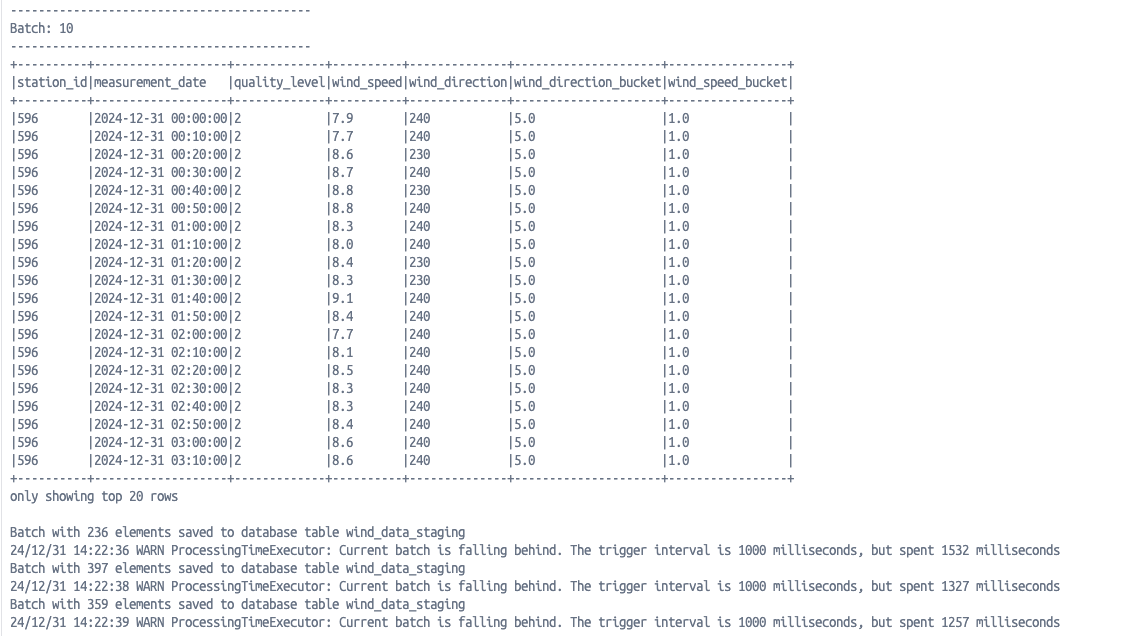 -------------------------------------------
Batch: 10
-------------------------------------------
+----------+-------------------+-------------+----------+--------------+---------------------+-----------------+
|station_id|measurement_date   |quality_level|wind_speed|wind_direction|wind_direction_bucket|wind_speed_bucket|
+----------+-------------------+-------------+----------+--------------+---------------------+-----------------+
|596       |2024-12-31 00:00:00|2            |7.9       |240           |5.0                  |1.0              |
|596       |2024-12-31 00:10:00|2            |7.7       |240           |5.0                  |1.0              |
|596       |2024-12-31 00:20:00|2            |8.6       |230           |5.0                  |1.0              |
|596       |2024-12-31 00:30:00|2            |8.7       |240           |5.0                  |1.0              |
|596       |2024-12-31 00:40:00|2            |8.8       |230           |5.0                  |1.0              |
|596       |2024-12-31 00:50:00|2            |8.8       |240           |5.0                  |1.0              |
|596       |2024-12-31 01:00:00|2            |8.3       |240           |5.0                  |1.0              |
|596       |2024-12-31 01:10:00|2            |8.0       |240           |5.0                  |1.0              |
|596       |2024-12-31 01:20:00|2            |8.4       |230           |5.0                  |1.0              |
|596       |2024-12-31 01:30:00|2            |8.3       |230           |5.0                  |1.0              |
|596       |2024-12-31 01:40:00|2            |9.1       |240           |5.0                  |1.0              |
|596       |2024-12-31 01:50:00|2            |8.4       |240           |5.0                  |1.0              |
|596       |2024-12-31 02:00:00|2            |7.7       |240           |5.0                  |1.0              |
|596       |2024-12-31 02:10:00|2            |8.1       |240           |5.0                  |1.0              |
|596       |2024-12-31 02:20:00|2            |8.5       |240           |5.0                  |1.0              |
|596       |2024-12-31 02:30:00|2            |8.3       |240           |5.0                  |1.0              |
|596       |2024-12-31 02:40:00|2            |8.3       |240           |5.0                  |1.0              |
|596       |2024-12-31 02:50:00|2            |8.4       |240           |5.0                  |1.0              |
|596       |2024-12-31 03:00:00|2            |8.6       |240           |5.0                  |1.0              |
|596       |2024-12-31 03:10:00|2            |8.6       |240           |5.0                  |1.0              |
+----------+-------------------+-------------+----------+--------------+---------------------+-----------------+
only showing top 20 rows

Batch with 236 elements saved to database table wind_data_staging
24/12/31 14:22:36 WARN ProcessingTimeExecutor: Current batch is falling behind. The trigger interval is 1000 milliseconds, but spent 1532 milliseconds
Batch with 397 elements saved to database table wind_data_staging
24/12/31 14:22:38 WARN ProcessingTimeExecutor: Current batch is falling behind. The trigger interval is 1000 milliseconds, but spent 1327 milliseconds
Batch with 359 elements saved to database table wind_data_staging
24/12/31 14:22:39 WARN ProcessingTimeExecutor: Current batch is falling behind. The trigger interval is 1000 milliseconds, but spent 1257 milliseconds